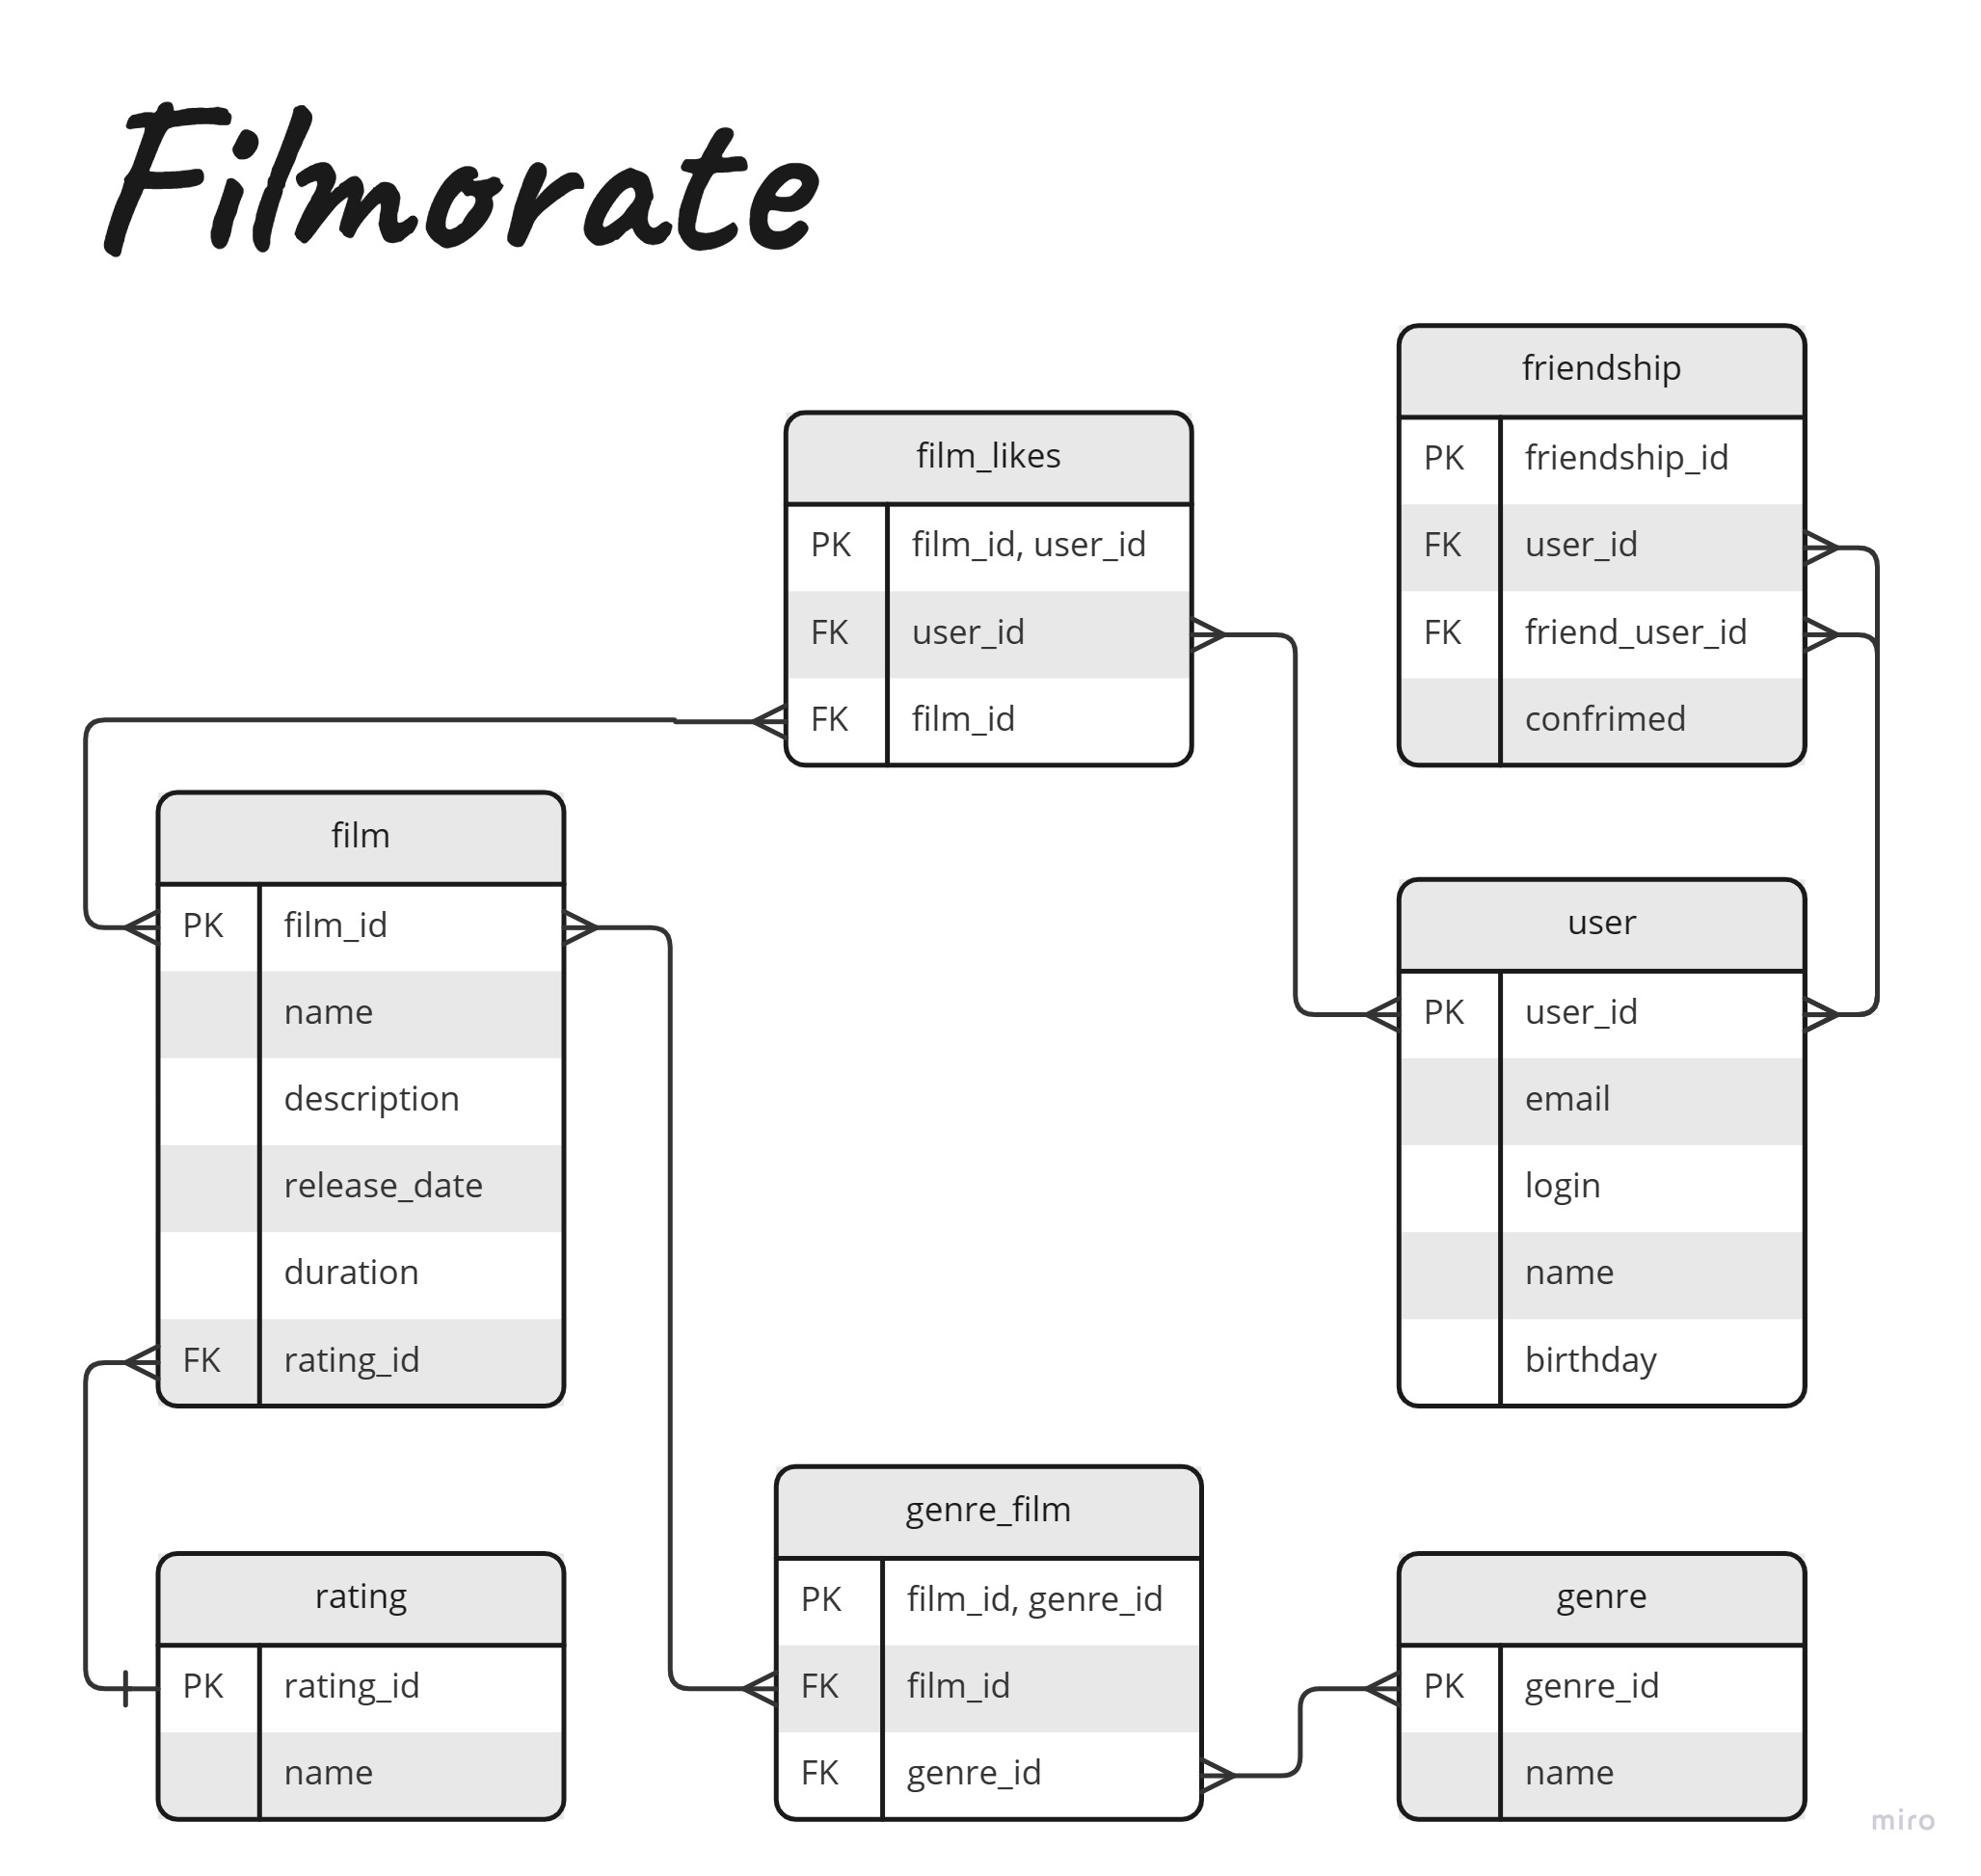 Filmorate
friendship
PK friendship_id
FK user_id
FK friend_user_id
confrimed
film_likes
PK film_id, user_id
FK user_id
FK film_id
film
PK film_id
name
description
release_date
duration
FK rating_id
user
PK user_id
email
login
name
birthday
rating
PK rating_id
name
genre_film
PK film_id, genre_id
FK film_id
FK genre_id
genre
PK genre_id
name
miro